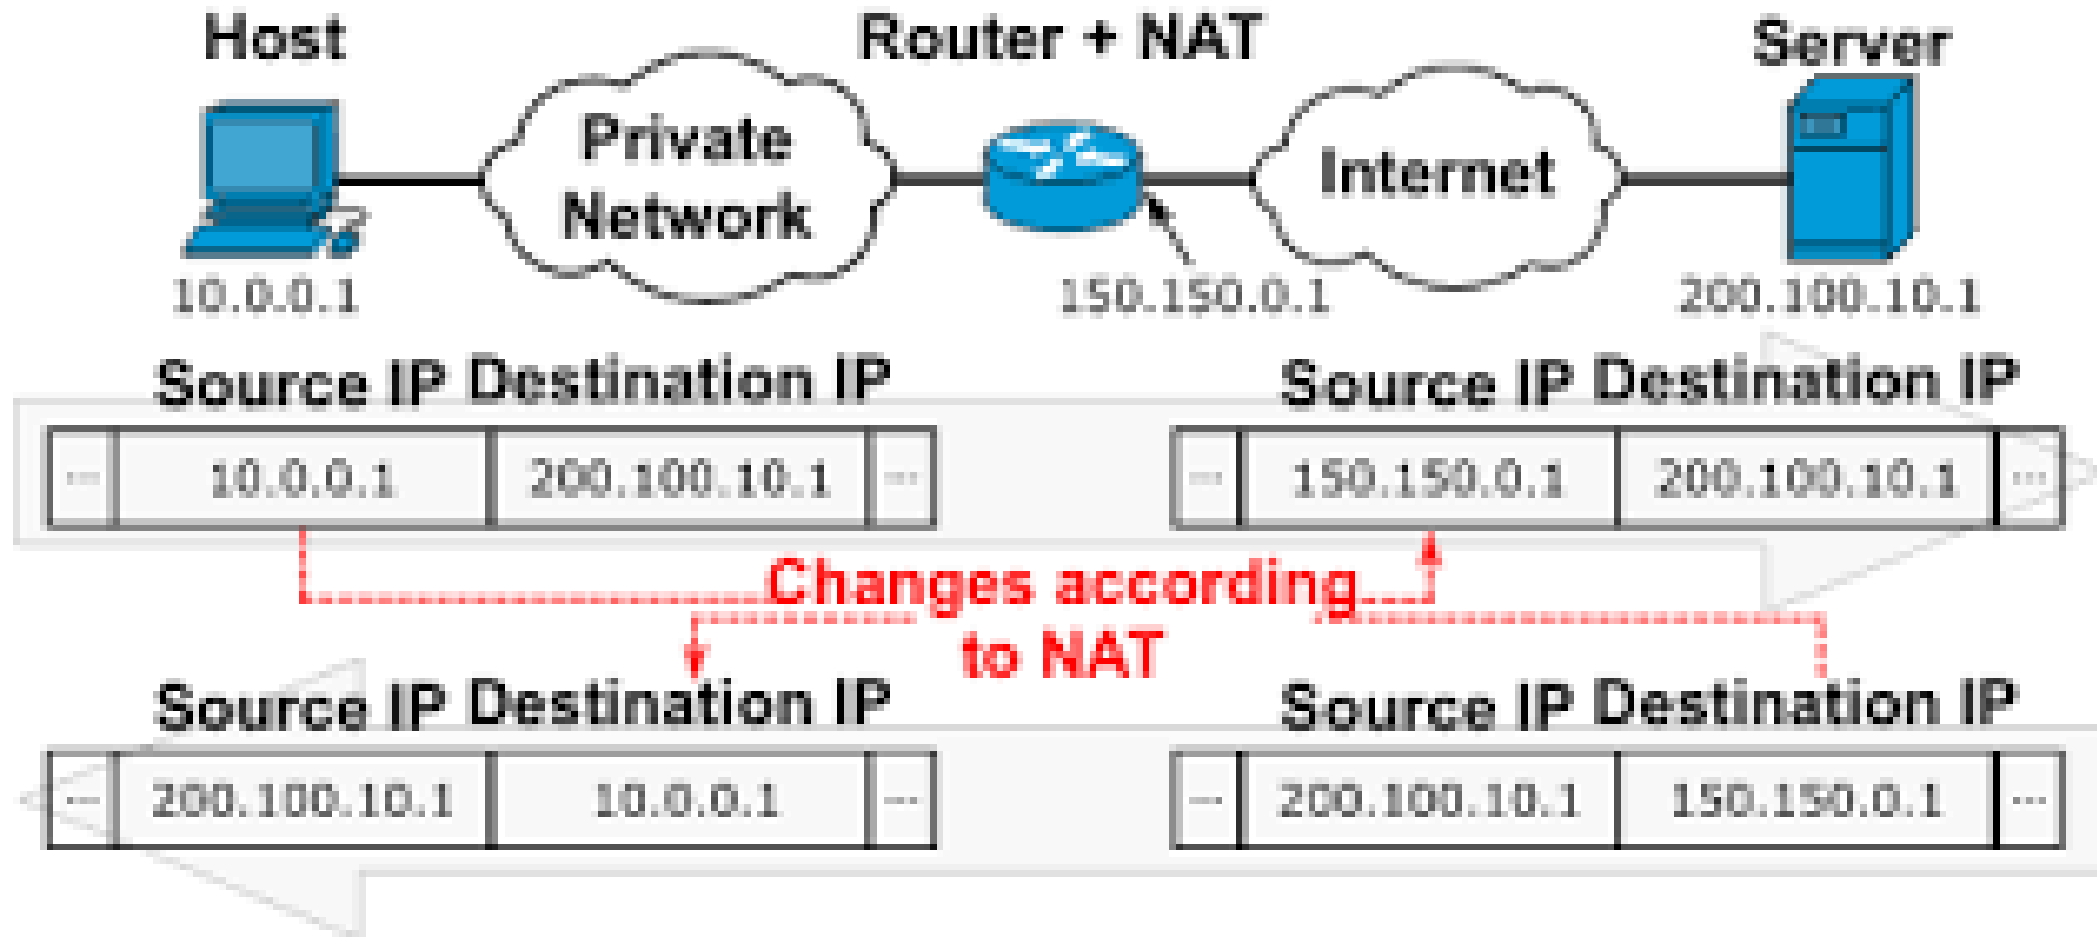 Host Router + NAT Server
Private
Network
Internet
10.0.0.1 150.150.0.1 200.100.10.1
Source IP Destination IP Source IP Destination IP
... 10.0.0.1 200.100.10.1 ... ... 150.150.0.1 200.100.10.1 ...
Changes according
to NAT
Source IP Destination IP Source IP Destination IP
... 200.100.10.1 10.0.0.1 ... ... 200.100.10.1 150.150.0.1 ...